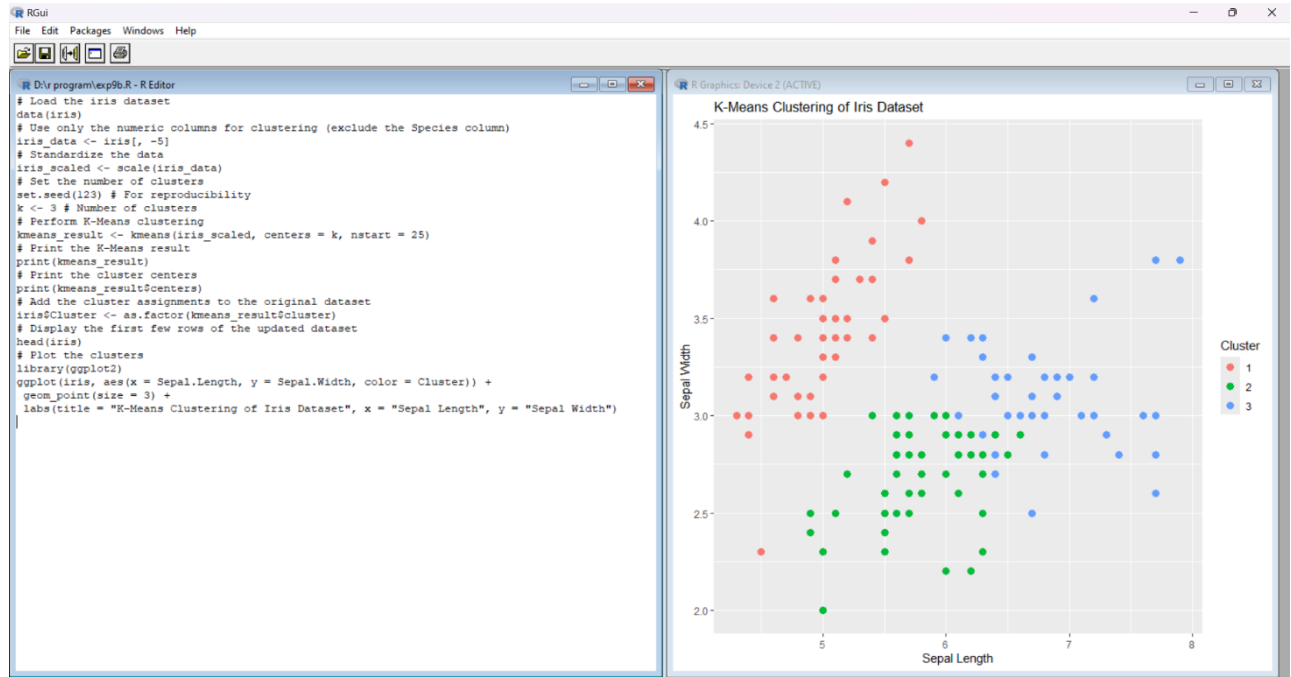 RGui
File Edit Packages Windows Help
D:\r program\exp9b.R - R Editor
# Load the iris dataset
data(iris)
# Use only the numeric columns for clustering (exclude the Species column)
iris_data <- iris[, -5]
# Standardize the data
iris_scaled <- scale(iris_data)
# Set the number of clusters
set.seed(123) # For reproducibility
k <- 3 # Number of clusters
# Perform K-Means clustering
kmeans_result <- kmeans(iris_scaled, centers = k, nstart = 25)
# Print the K-Means result
print(kmeans_result)
# Print the cluster centers
print(kmeans_result$centers)
# Add the cluster assignments to the original dataset
iris$Cluster <- as.factor(kmeans_result$cluster)
# Display the first few rows of the updated dataset
head(iris)
# Plot the clusters
library(ggplot2)
ggplot(iris, aes(x = Sepal.Length, y = Sepal.Width, color = Cluster)) +
 geom_point(size = 3) +
 labs(title = "K-Means Clustering of Iris Dataset", x = "Sepal Length", y = "Sepal Width")
R Graphics: Device 2 (ACTIVE)
K-Means Clustering of Iris Dataset
4.5
4.0
3.5
3.0
2.5
2.0
Sepal Width
5 6 7 8
Sepal Length
Cluster
1
2
3